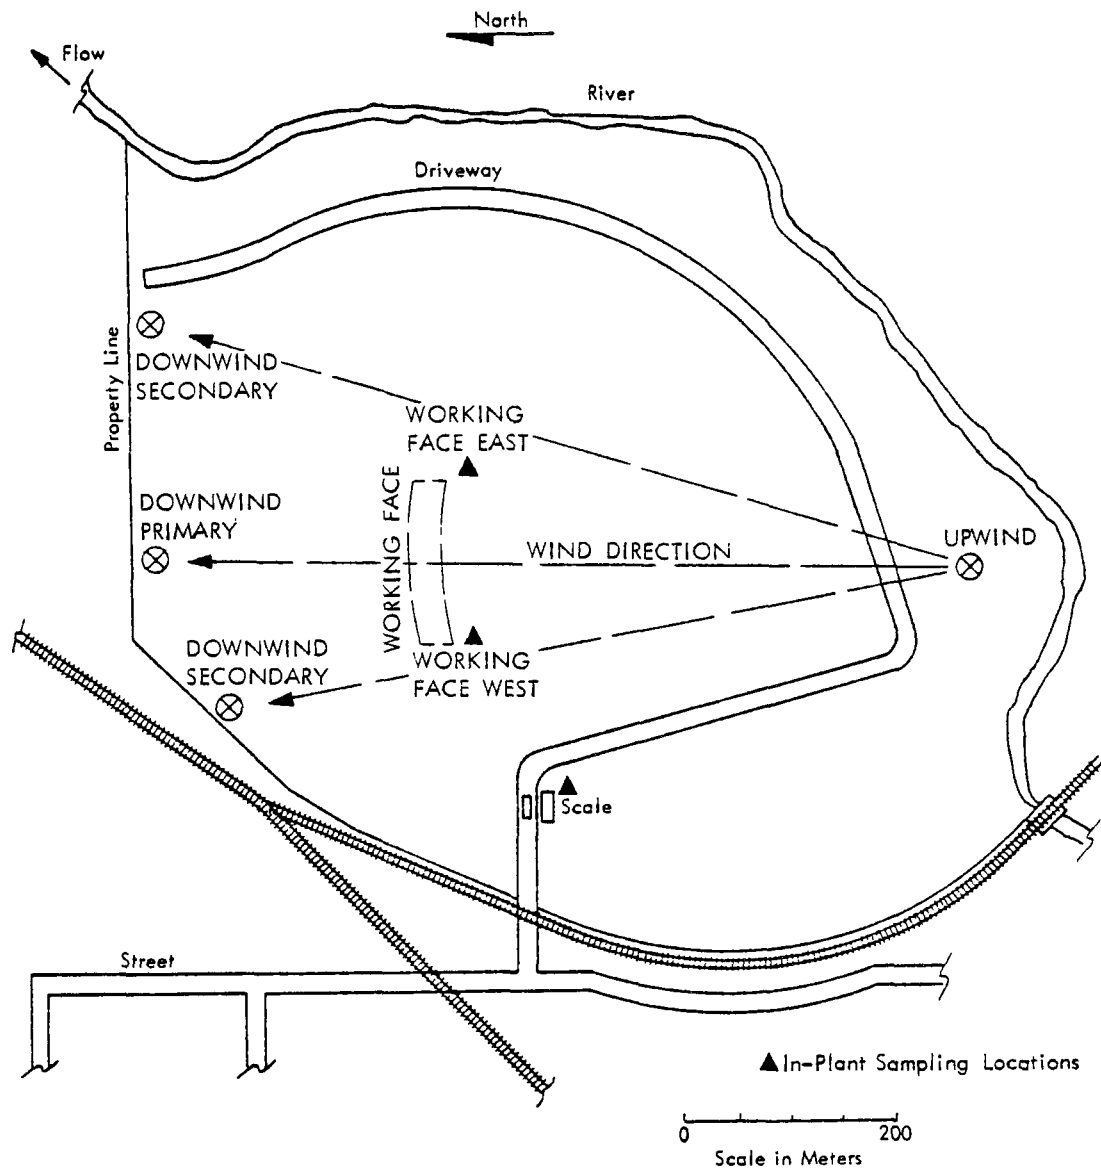 North
Flow
River
Driveway
Property Line
DOWNWIND
SECONDARY
WORKING
FACE EAST
WORKING FACE
DOWNWIND
PRIMARY
WIND DIRECTION
UPWIND
DOWNWIND
SECONDARY
WORKING
FACE WEST
Scale
Street
In-Plant Sampling Locations
0 200
Scale in Meters